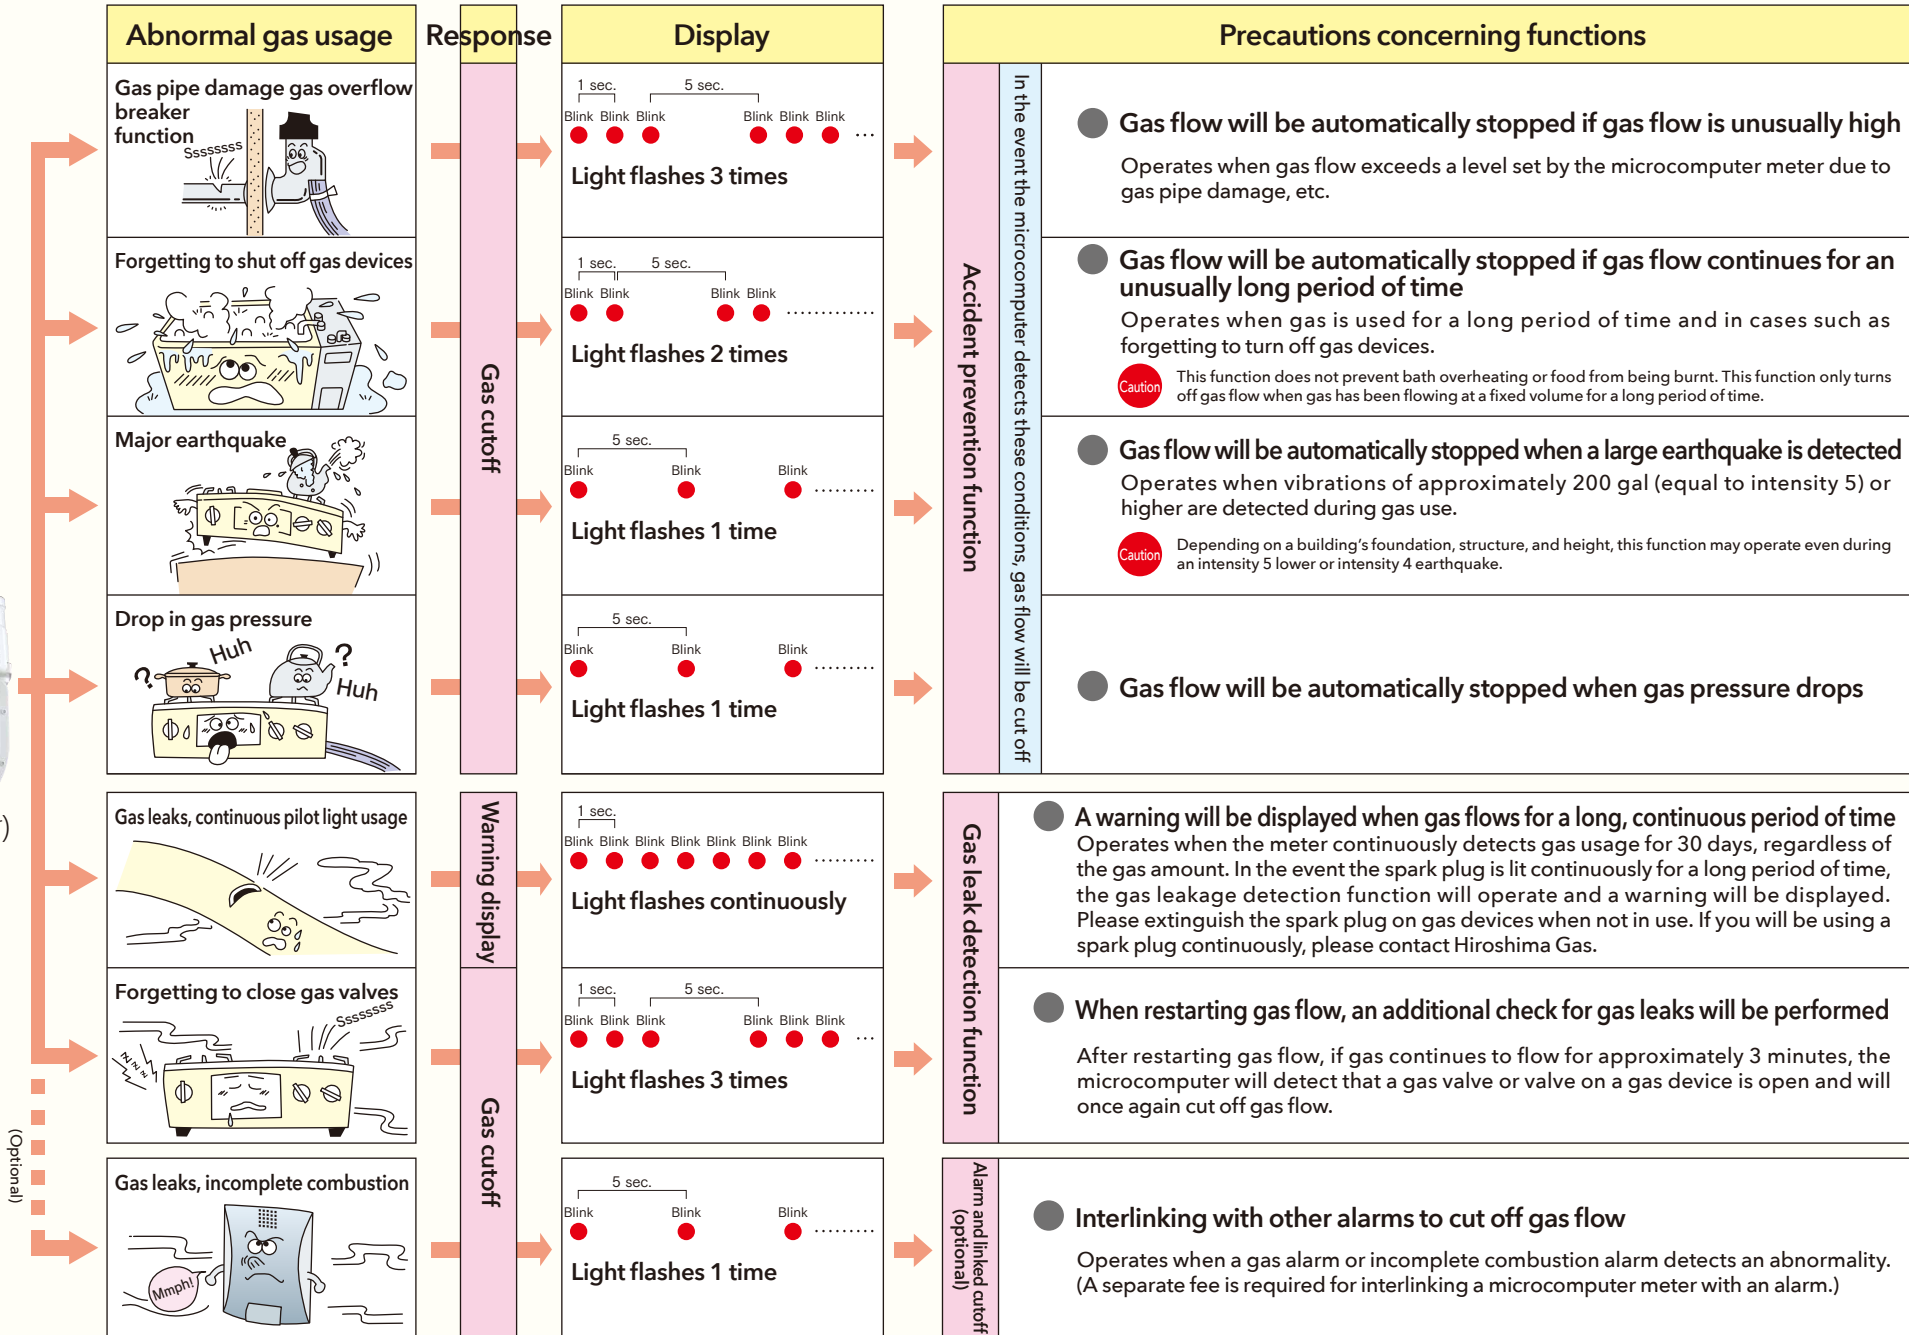 Abnormal gas usage
Response
Display
Precautions concerning functions
Gas pipe damage gas overflow
breaker
function
Ssssssss
Gas cutoff
1 sec.
5 sec.
Blink Blink Blink Blink Blink Blink
Light flashes 3 times
Accident prevention function
In the event the microcomputer detects these conditions, gas flow will be cut off
Gas flow will be automatically stopped if gas flow is unusually high
Operates when gas flow exceeds a level set by the microcomputer meter due to
gas pipe damage, etc.
Forgetting to shut off gas devices
1 sec.
5 sec.
Blink Blink Blink Blink
Light flashes 2 times
Gas flow will be automatically stopped if gas flow continues for an
unusually long period of time
Operates when gas is used for a long period of time and in cases such as
forgetting to turn off gas devices.
Caution
This function does not prevent bath overheating or food from being burnt. This function only turns
off gas flow when gas has been flowing at a fixed volume for a long period of time.
Major earthquake
5 sec.
Blink Blink Blink
Light flashes 1 time
Gas flow will be automatically stopped when a large earthquake is detected
Operates when vibrations of approximately 200 gal (equal to intensity 5) or
higher are detected during gas use.
Caution
Depending on a building's foundation, structure, and height, this function may operate even during
an intensity 5 lower or intensity 4 earthquake.
Drop in gas pressure
? Huh
? Huh
5 sec.
Blink Blink Blink
Light flashes 1 time
Gas flow will be automatically stopped when gas pressure drops
Gas leaks, continuous pilot light usage
Warning display
1 sec.
Blink Blink Blink Blink Blink Blink Blink
Light flashes continuously
Gas leak detection function
A warning will be displayed when gas flows for a long, continuous period of time
Operates when the meter continuously detects gas usage for 30 days, regardless of
the gas amount. In the event the spark plug is lit continuously for a long period of time,
the gas leakage detection function will operate and a warning will be displayed.
Please extinguish the spark plug on gas devices when not in use. If you will be using a
spark plug continuously, please contact Hiroshima Gas.
Forgetting to close gas valves
Ssssssss
zzzz
Gas cutoff
1 sec.
5 sec.
Blink Blink Blink Blink Blink Blink
Light flashes 3 times
When restarting gas flow, an additional check for gas leaks will be performed
After restarting gas flow, if gas continues to flow for approximately 3 minutes, the
microcomputer will detect that a gas valve or valve on a gas device is open and will
once again cut off gas flow.
(Optional)
Gas leaks, incomplete combustion
Mmph!
5 sec.
Blink Blink Blink
Light flashes 1 time
Alarm and linked cutoff
(optional)
Interlinking with other alarms to cut off gas flow
Operates when a gas alarm or incomplete combustion alarm detects an abnormality.
(A separate fee is required for interlinking a microcomputer meter with an alarm.)